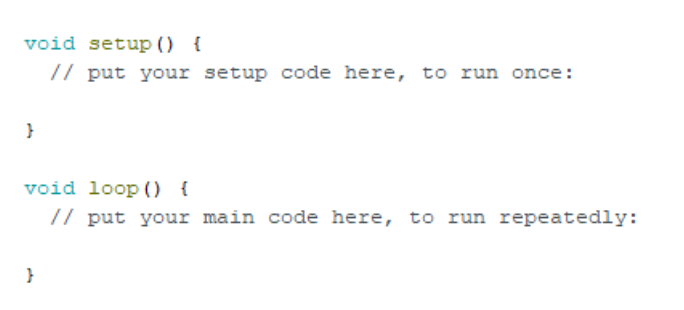 void setup() {
  // put your setup code here, to run once:
}
void loop() {
  // put your main code here, to run repeatedly:
}